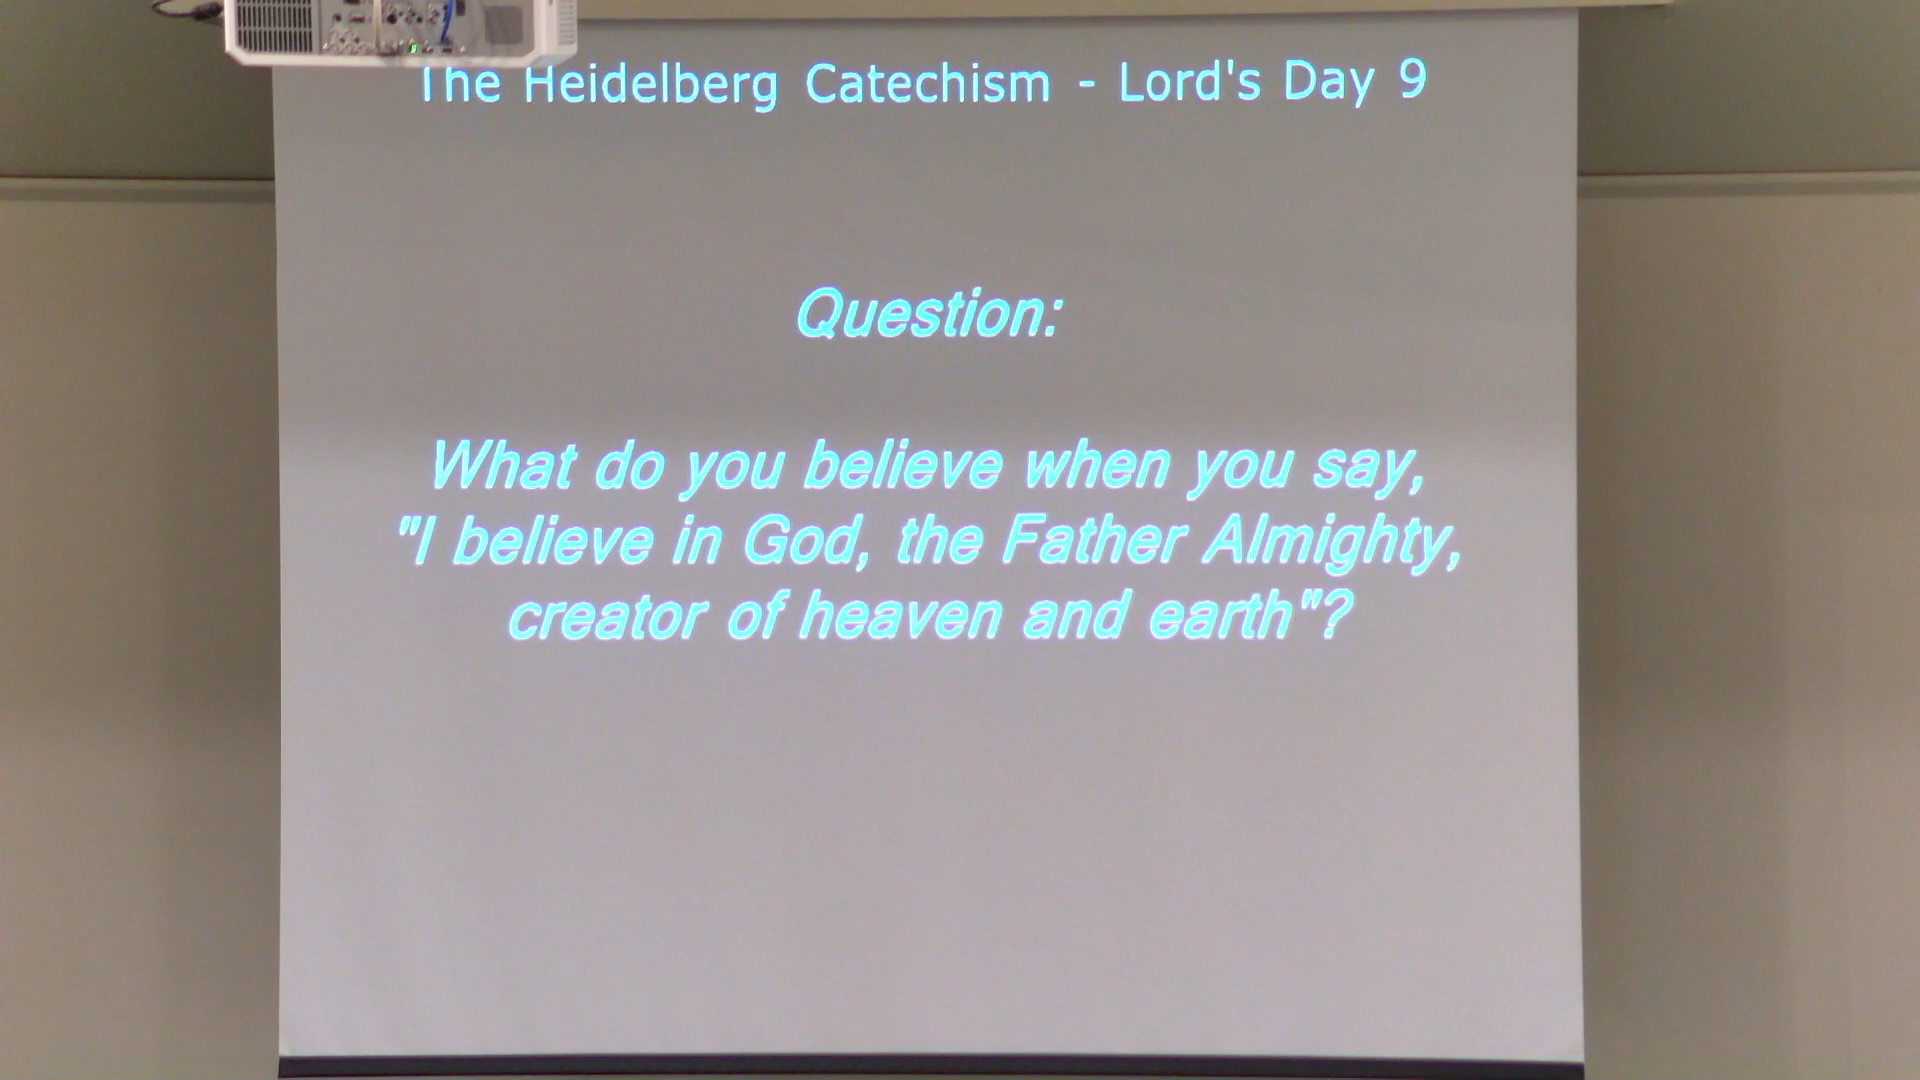 The Heidelberg Catechism - Lord's Day 9
Question:
What do you believe when you say,
"I believe in God, the Father Almighty,
creator of heaven and earth"?